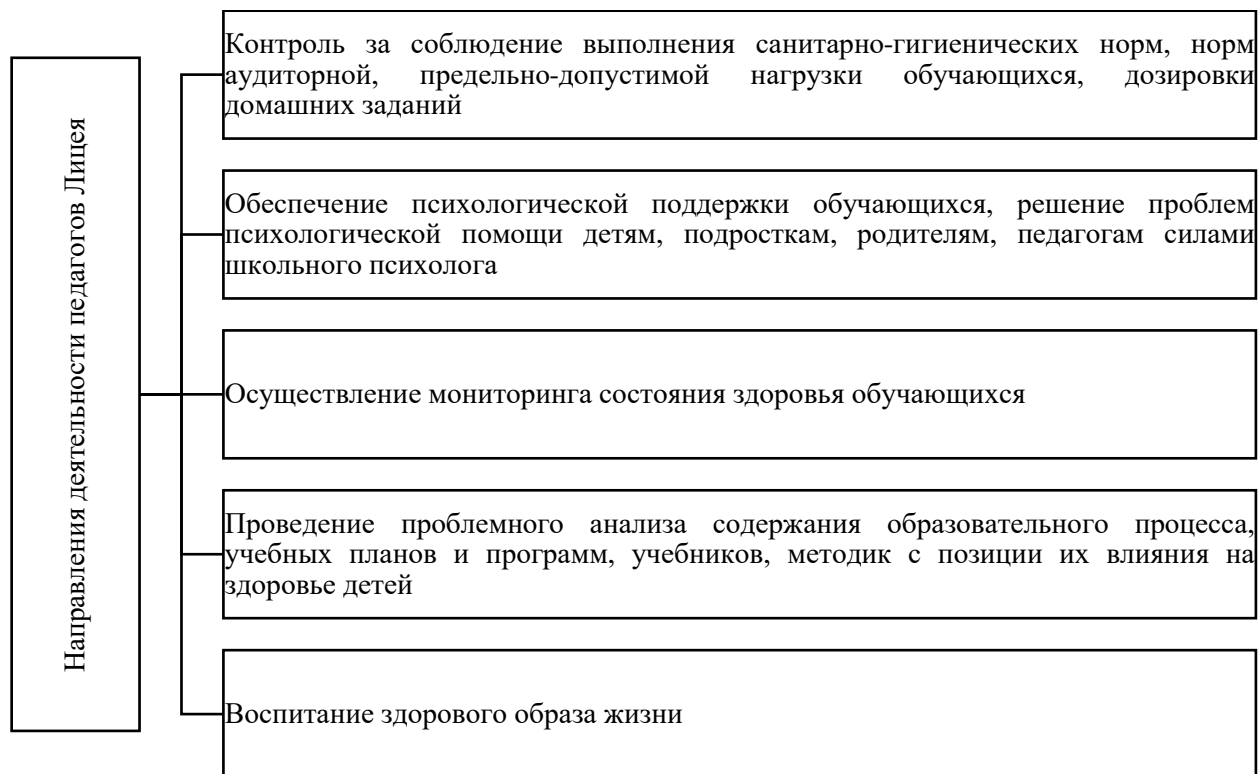 Направления деятельности педагогов Лицея
Контроль за соблюдение выполнения санитарно-гигиенических норм, норм
аудиторной, предельно-допустимой нагрузки обучающихся, дозировки
домашних заданий
Обеспечение психологической поддержки обучающихся, решение проблем
психологической помощи детям, подросткам, родителям, педагогам силами
школьного психолога
Осуществление мониторинга состояния здоровья обучающихся
Проведение проблемного анализа содержания образовательного процесса,
учебных планов и программ, учебников, методик с позиции их влияния на
здоровье детей
Воспитание здорового образа жизни